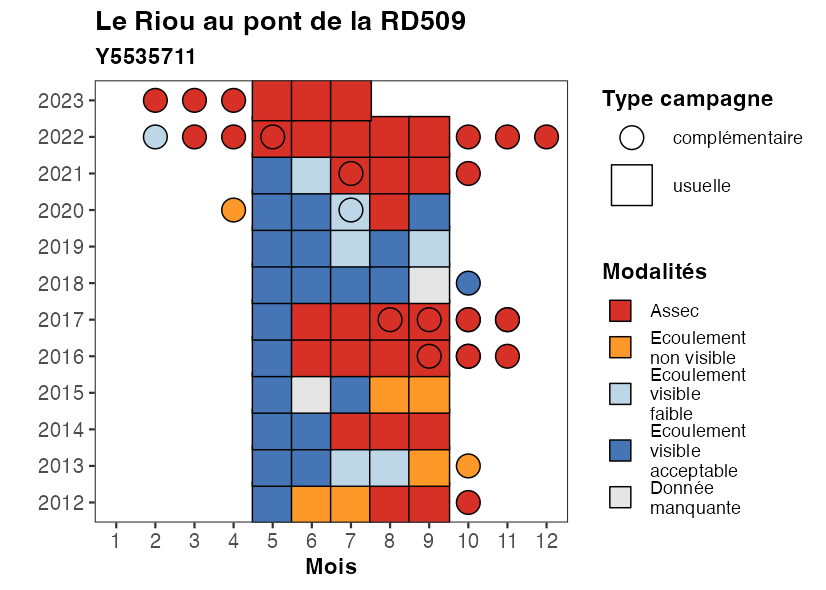 Le Riou au pont de la RD509
Y5535711
2023
2022
2021
2020
2019
2018
2017
2016
2015
2014
2013
2012
1 2 3 4 5 6 7 8 9 10 11 12
Mois
Type campagne
complémentaire
usuelle
Modalités
Assec
Ecoulement
non visible
Ecoulement
visible
faible
Ecoulement
visible
acceptable
Donnée
manquante